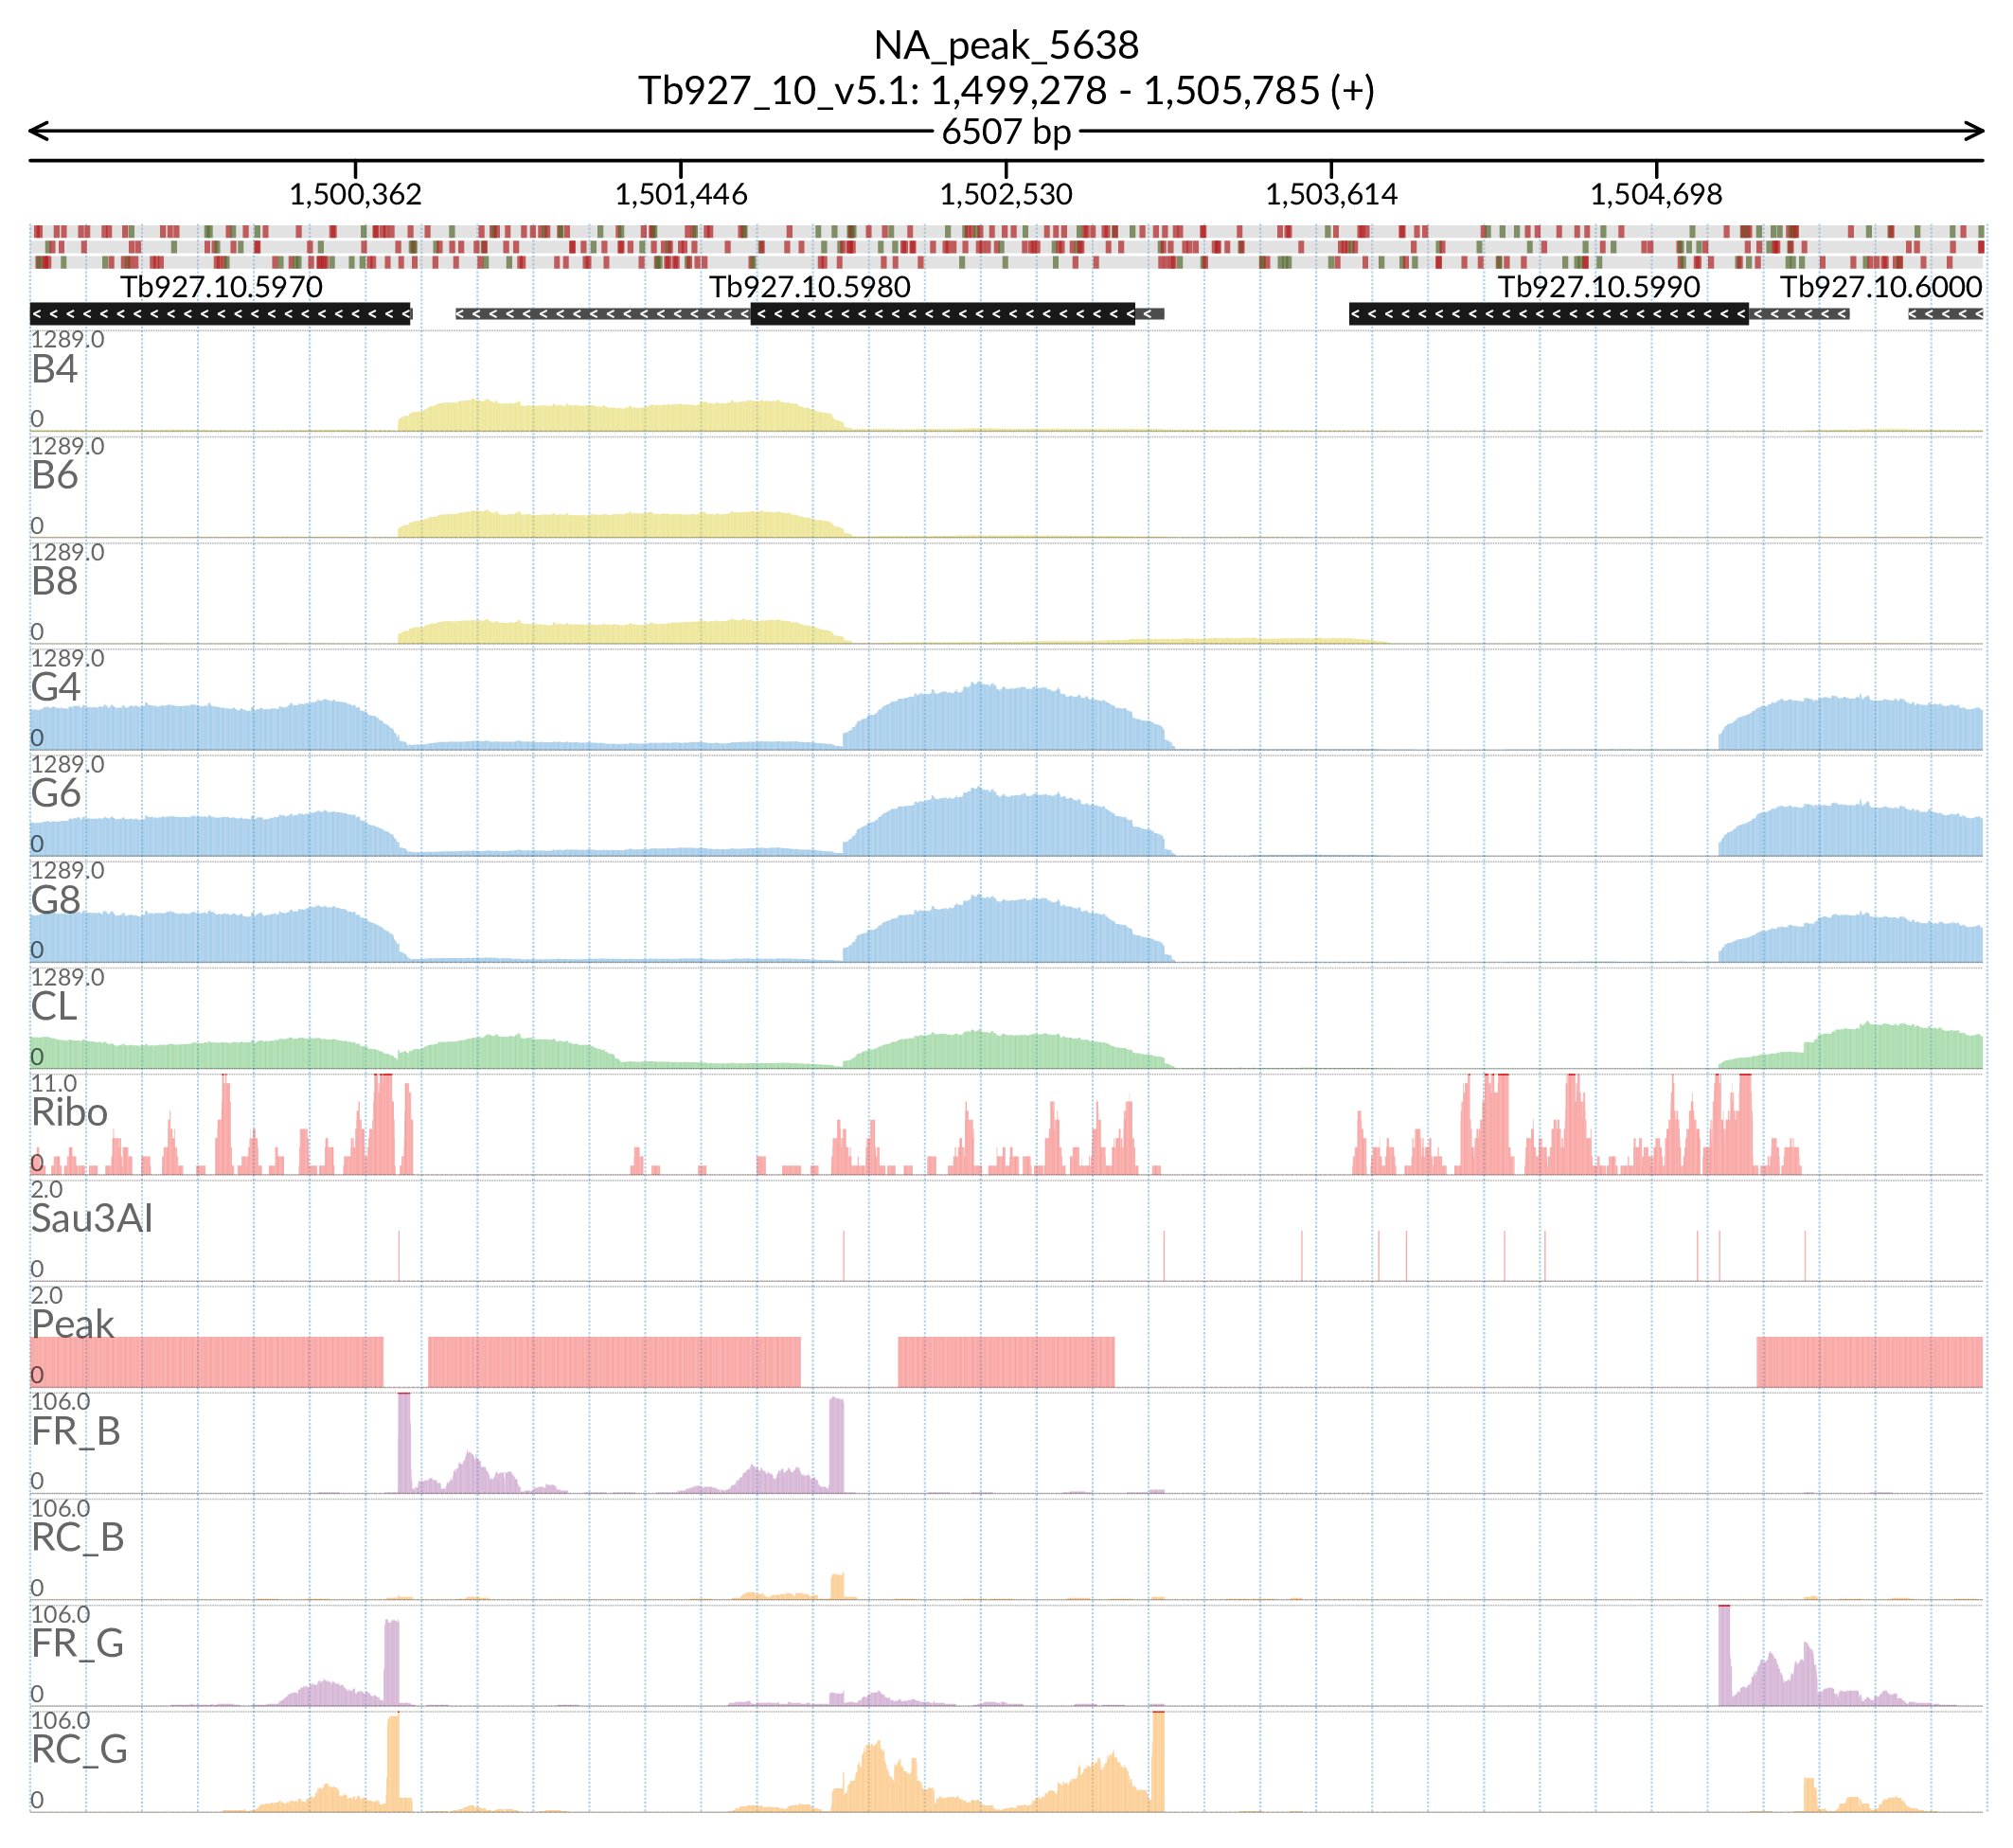 NA_peak_5638
Tb927_10_v5.1: 1,499,278 - 1,505,785 (+)
6507 bp
1,500,362 1,501,446 1,502,530 1,503,614 1,504,698
Tb927.10.5970 Tb927.10.5980 Tb927.10.5990 Tb927.10.6000
1289.0
B4
0
1289.0
B6
0
1289.0
B8
0
1289.0
G4
0
1289.0
G6
0
1289.0
G8
0
1289.0
CL
0
11.0
Ribo
0
2.0
Sau3AI
0
2.0
Peak
0
106.0
FR_B
0
106.0
RC_B
0
106.0
FR_G
0
106.0
RC_G
0